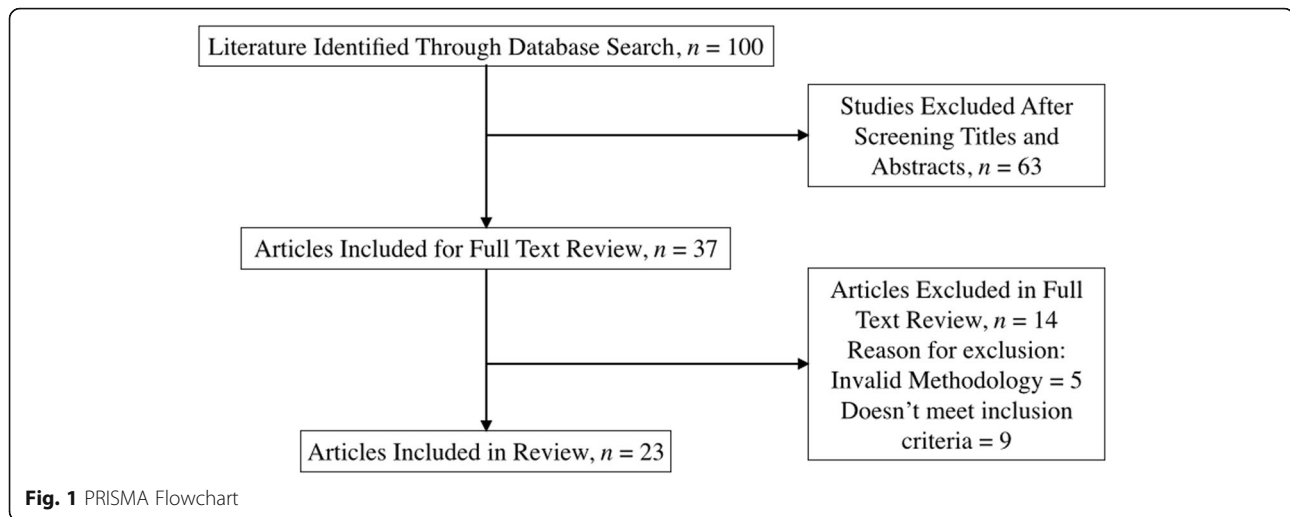 Literature Identified Through Database Search, n = 100
Studies Excluded After
Screening Titles and
Abstracts, n = 63
Articles Included for Full Text Review, n = 37
Articles Excluded in Full
Text Review, n = 14
Reason for exclusion:
Invalid Methodology = 5
Doesn't meet inclusion
criteria = 9
Articles Included in Review, n = 23
Fig. 1 PRISMA Flowchart